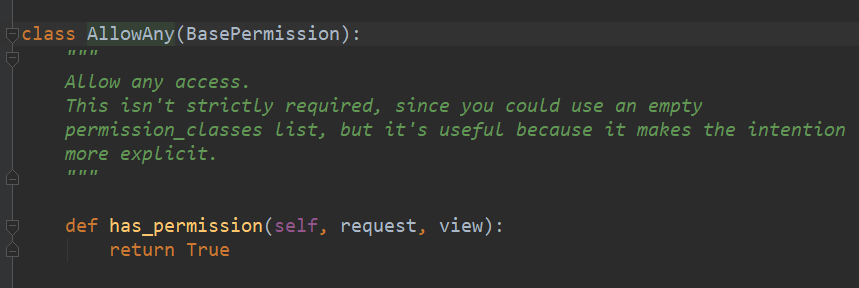 class AllowAny(BasePermission):
"""
Allow any access.
This isn't strictly required, since you could use an empty
permission_classes list, but it's useful because it makes the intention
more explicit.
"""
def has_permission(self, request, view):
return True